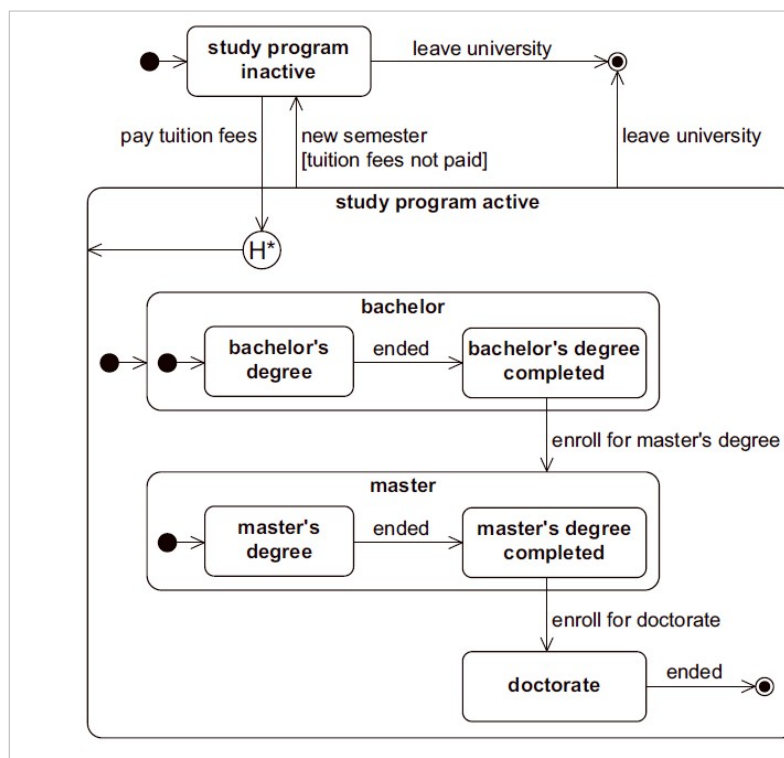 study program
inactive
leave university
pay tuition fees
new semester
[tuition fees not paid]
leave university
study program active
H*
bachelor
bachelor's
degree
ended
bachelor's degree
completed
enroll for master's degree
master
master's
degree
ended
master's degree
completed
enroll for doctorate
doctorate
ended